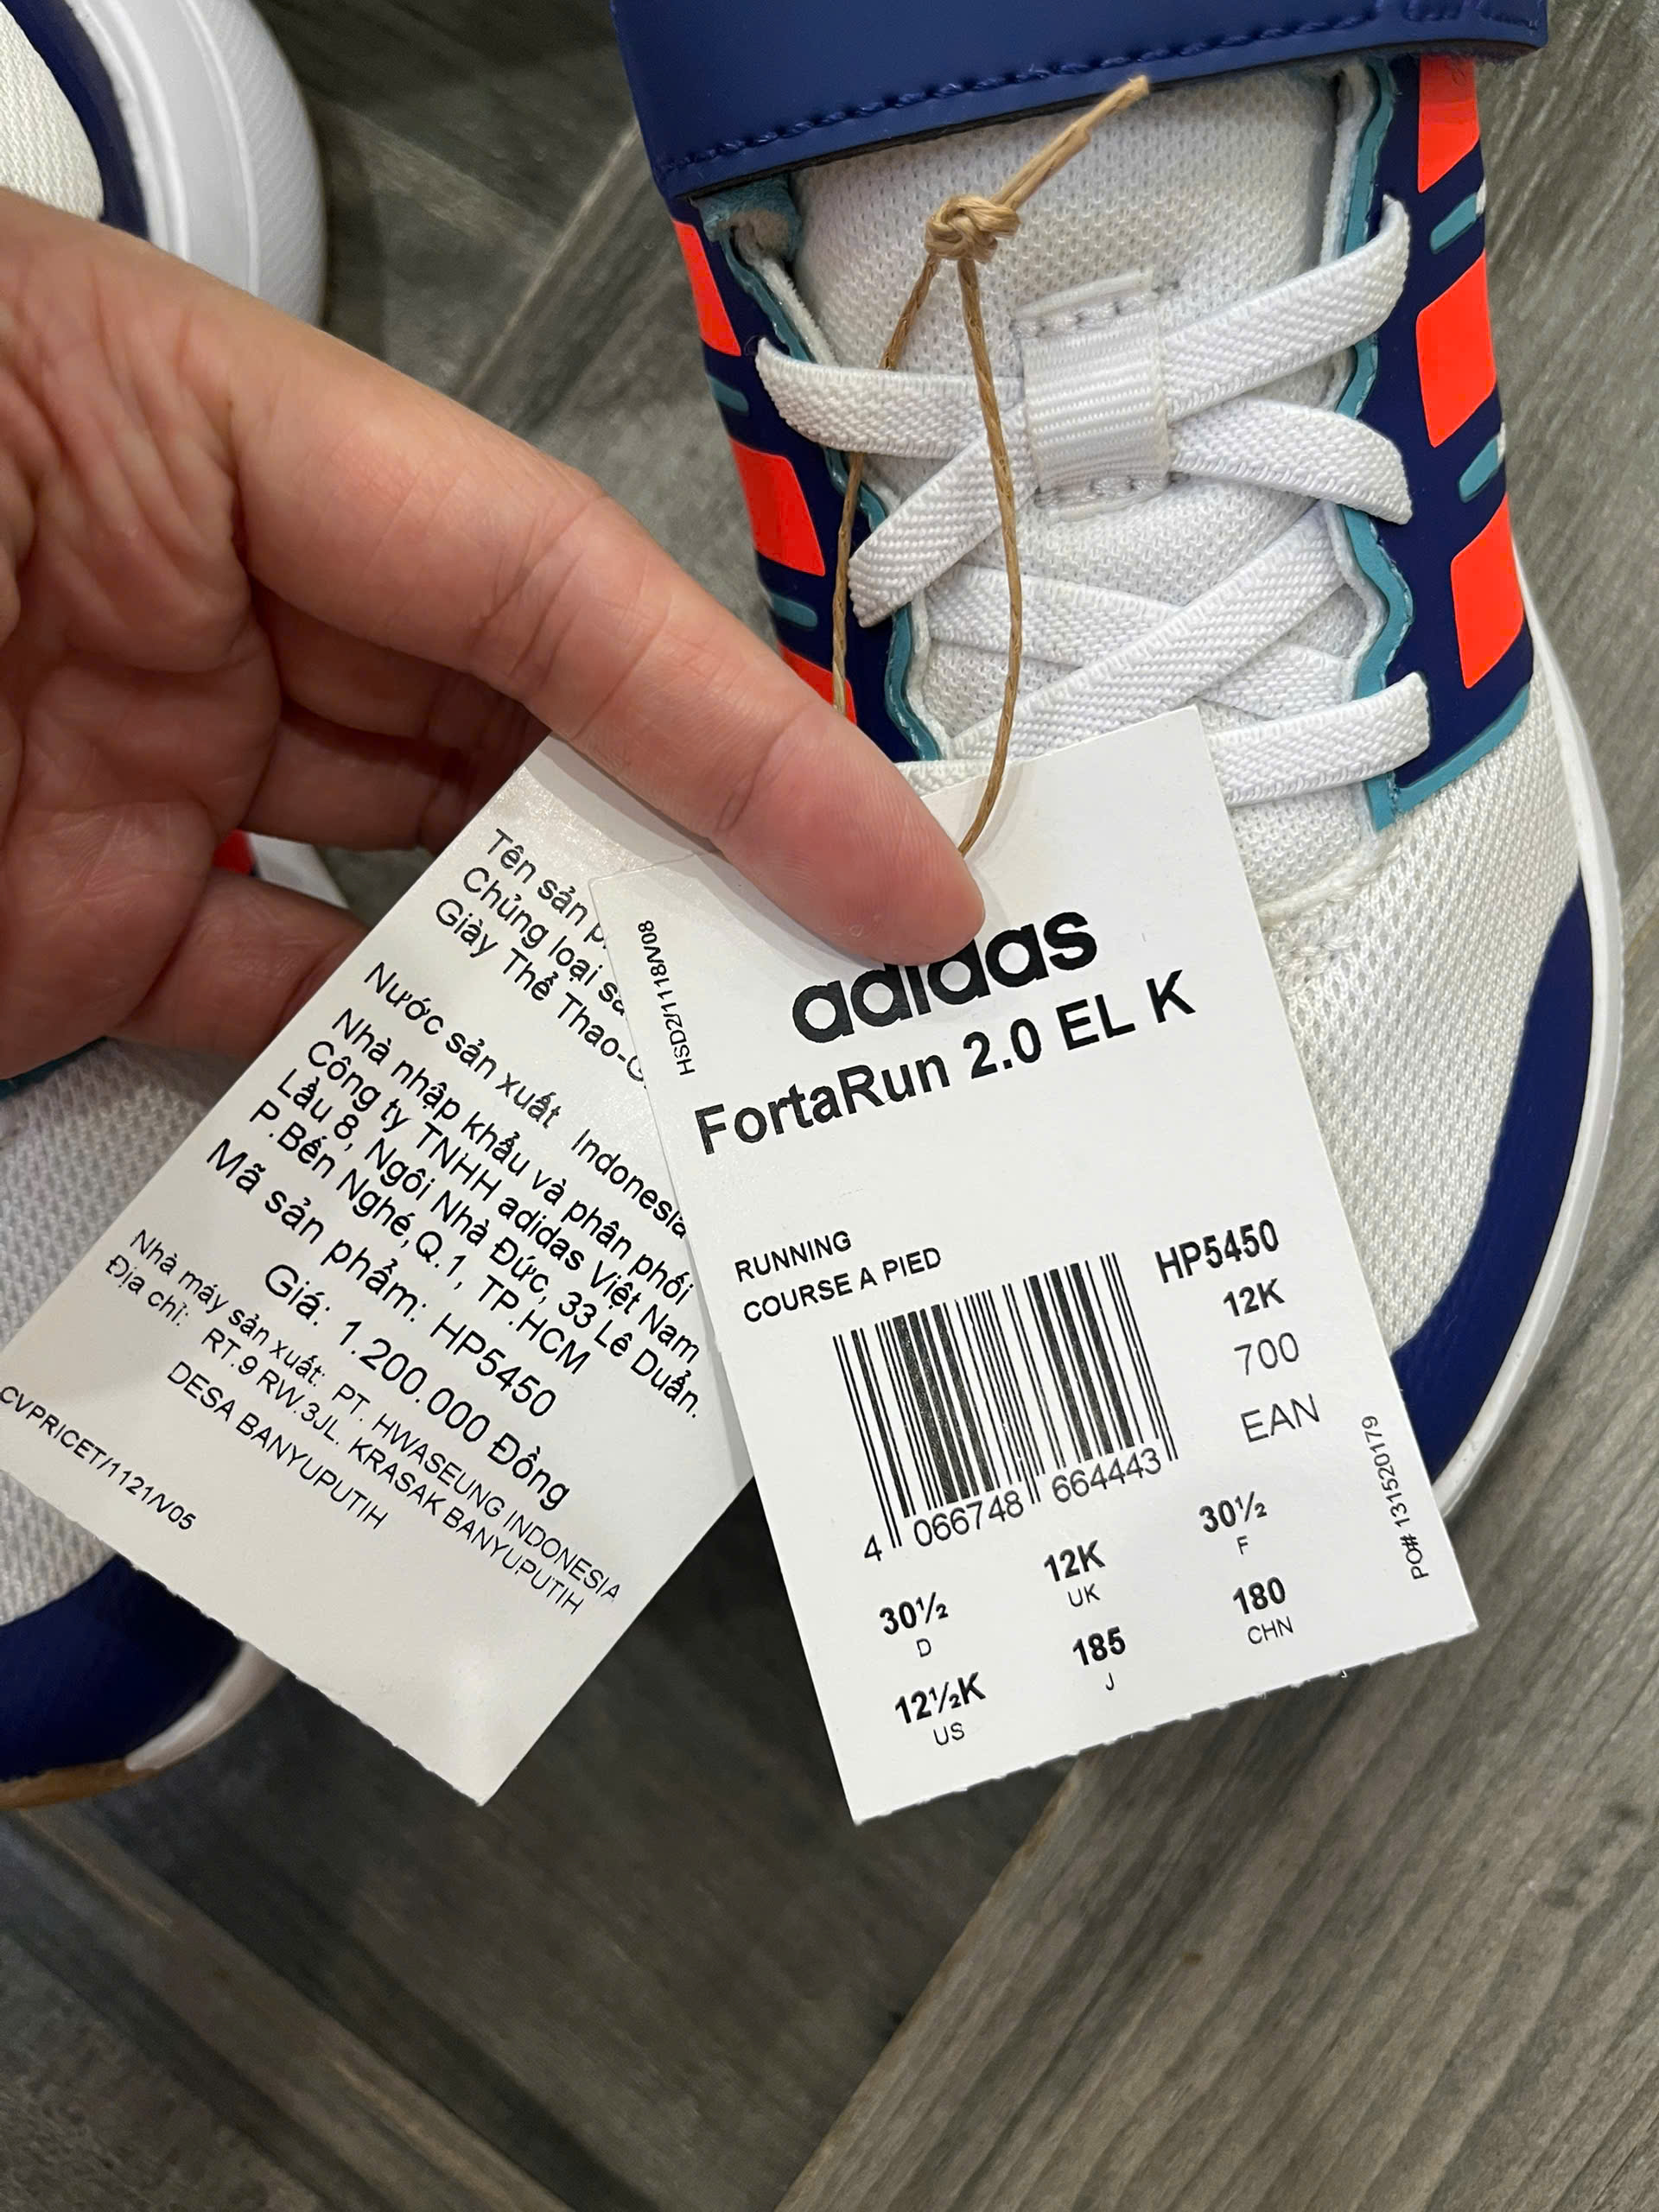 Tên sản
Chủng loại
Giày Thể Thao-
Nước sản xuất Indonesia
Nhà nhập khẩu và phân phối
Công ty TNHH adidas Việt Nam
Lầu 8, Ngôi Nhà Đức, 33 Lê Duẩn.
P.Bến Nghé,Q.1, TP.HCM
Mã sản phẩm: HP5450
Giá: 1.200.000 Đồng
Nhà máy sản xuất: PT. HWASEUNG INDONESIA
Địa chỉ: RT.9 RW.3JL. KRASAK BANYUPUTIH
DESA BANYUPUTIH
CVPRICET/1121/V05
HSD2/1118/V08
adidas
FortaRun 2.0 EL K
RUNNING
COURSE A PIED
HP5450
12K
700
EAN
4 066748 664443
30½ D
12K UK
30½ F
12½K US
185 J
180 CHN
PO# 131520179